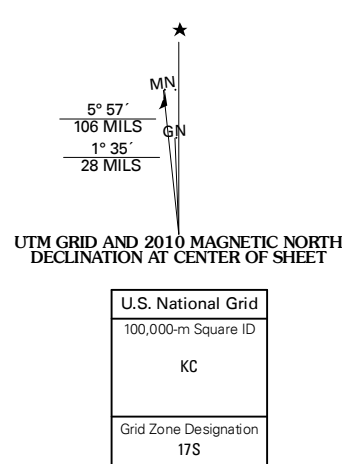 ★
MN
5° 57´
106 MILS
GN
1° 35´
28 MILS
UTM GRID AND 2010 MAGNETIC NORTH
DECLINATION AT CENTER OF SHEET
U.S. National Grid
100,000-m Square ID
KC
Grid Zone Designation
17S